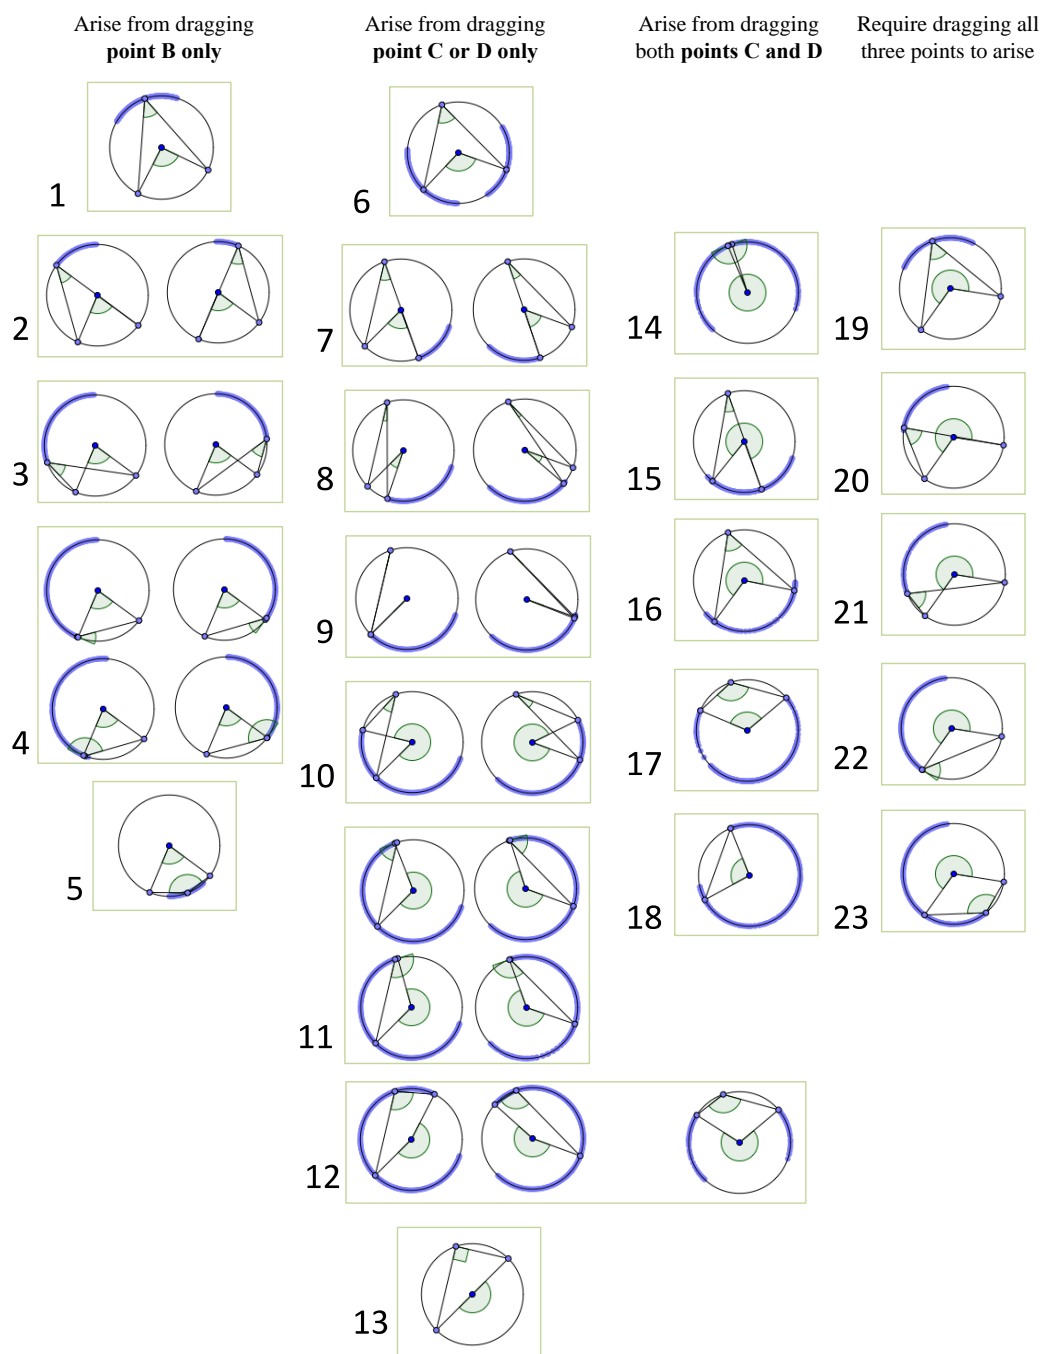 Arise from dragging
point B only
Arise from dragging
point C or D only
Arise from dragging
both points C and D
Require dragging all
three points to arise
1
6
2
7
14
19
3
8
15
20
4
9
16
21
5
10
17
22
11
18
23
12
13